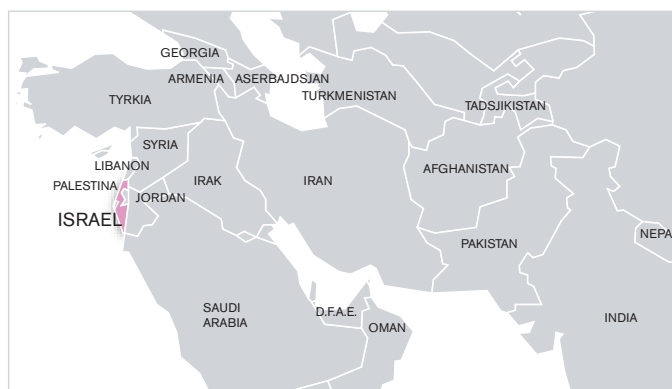 GEORGIA
ARMENIA
ASERBAJDSJAN
TYRKIA
TURKMENISTAN
TADSJIKISTAN
SYRIA
LIBANON
PALESTINA
IRAK
IRAN
AFGHANISTAN
JORDAN
ISRAEL
NEPA
PAKISTAN
SAUDI
ARABIA
D.F.A.E.
OMAN
INDIA